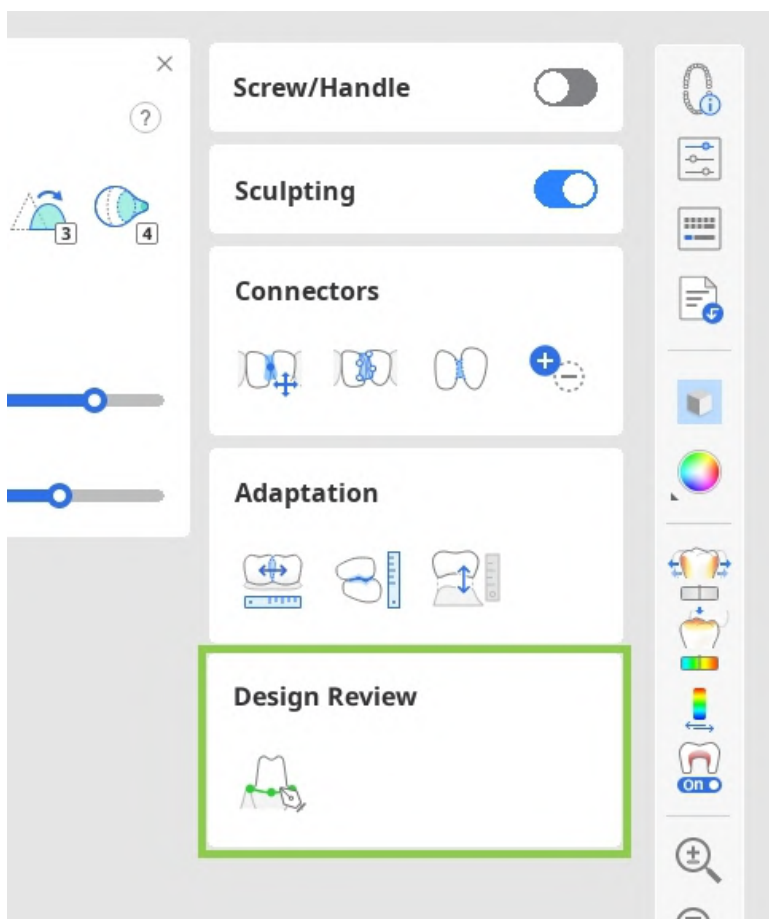 Screw/Handle
?
Sculpting
3
4
Connectors
Adaptation
Design Review
On